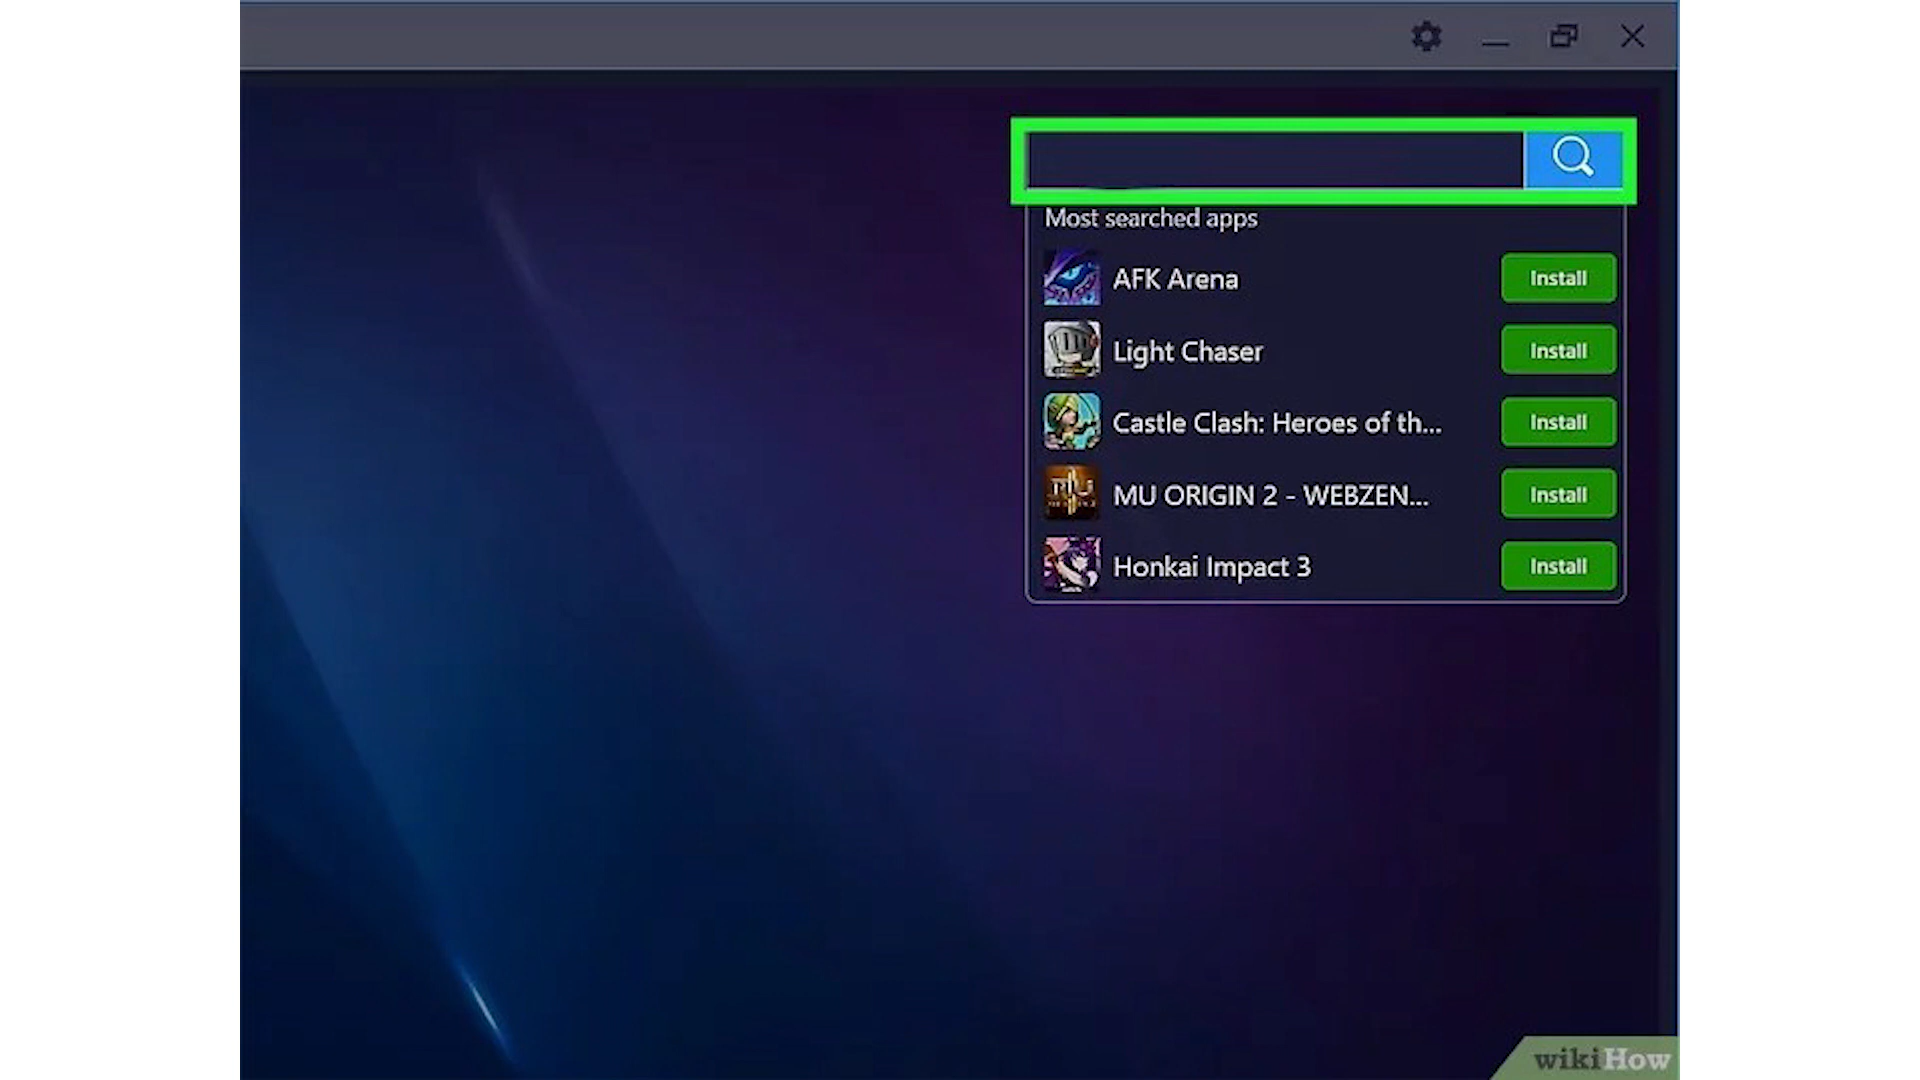 Most searched apps
AFK Arena
Install
Light Chaser
Install
Castle Clash: Heroes of th...
Install
MU ORIGIN 2 - WEBZEN...
Install
Honkai Impact 3
Install
wikiHow